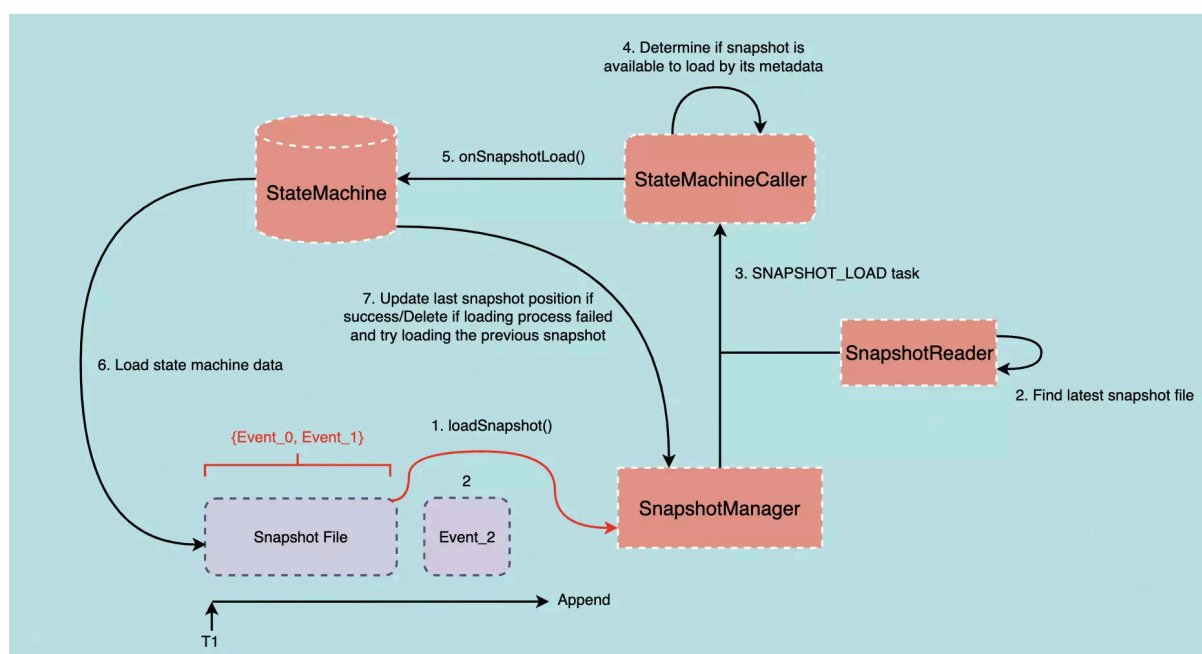 4. Determine if snapshot is
available to load by its metadata
5. onSnapshotLoad()
StateMachine
StateMachineCaller
3. SNAPSHOT_LOAD task
7. Update last snapshot position if
success/Delete if loading process failed
and try loading the previous snapshot
SnapshotReader
6. Load state machine data
2. Find latest snapshot file
{Event_0, Event_1}
1. loadSnapshot()
2
SnapshotManager
Snapshot File
Event_2
Append
T1